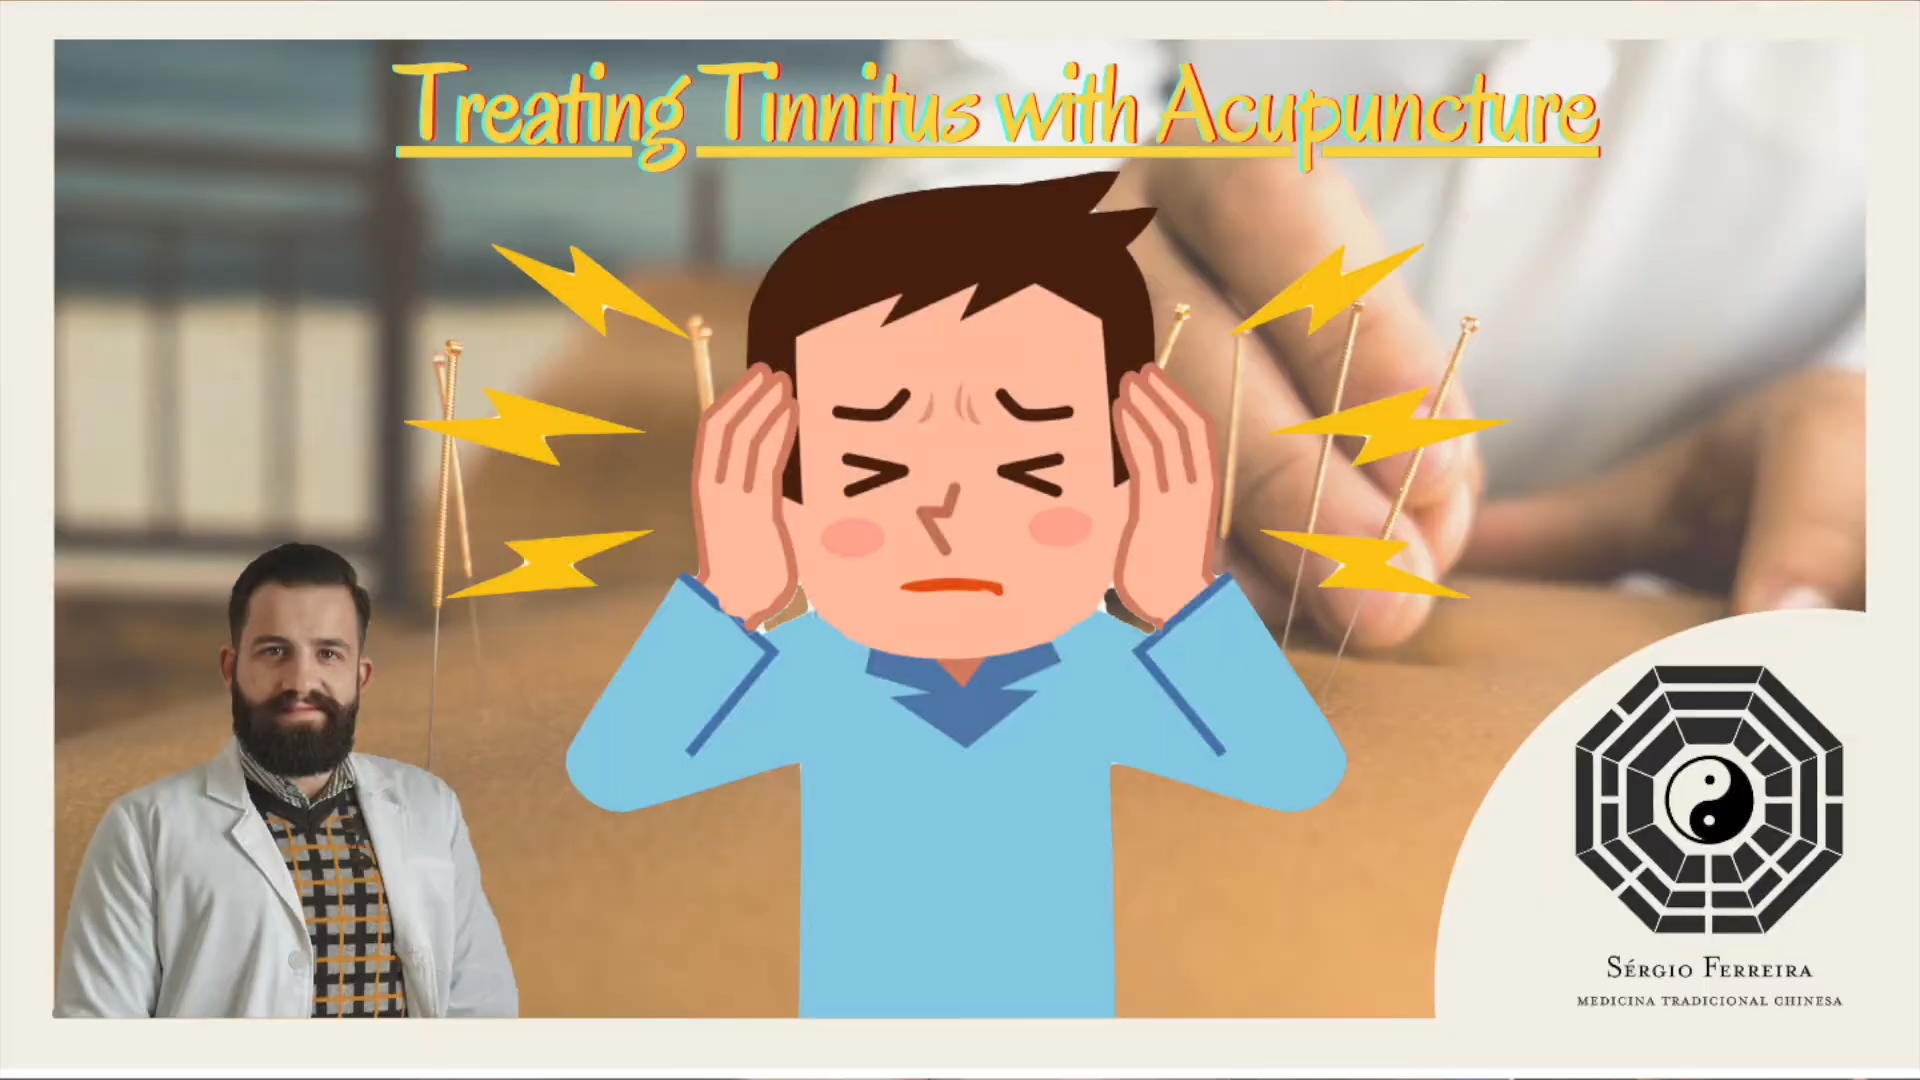 Treating Tinnitus with Acupuncture
Sérgio Ferreira
MEDICINA TRADICIONAL CHINESA